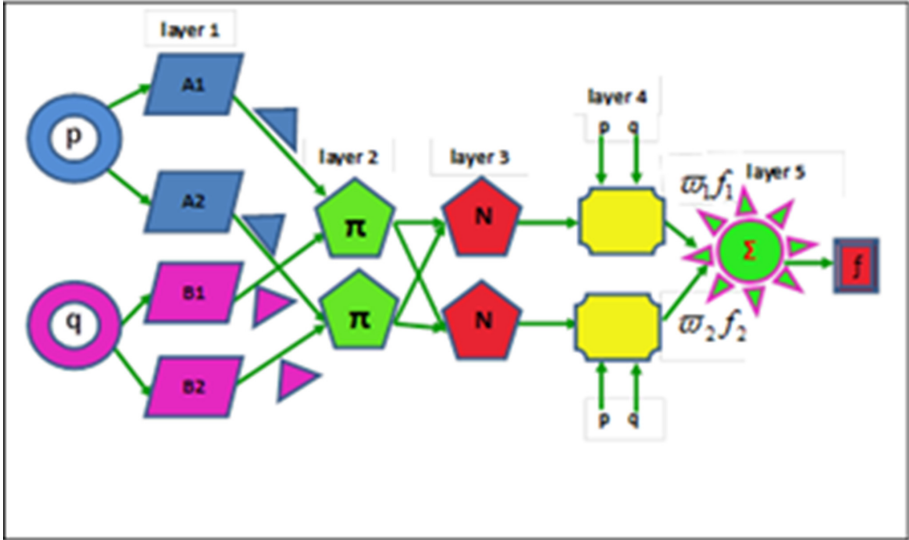 layer 1
A1
p
A2
layer 2
π
layer 3
N
layer 4
p q
ϖ₁f₁
layer 5
Σ
f
B1
q
B2
π
N
ϖ₂f₂
p q